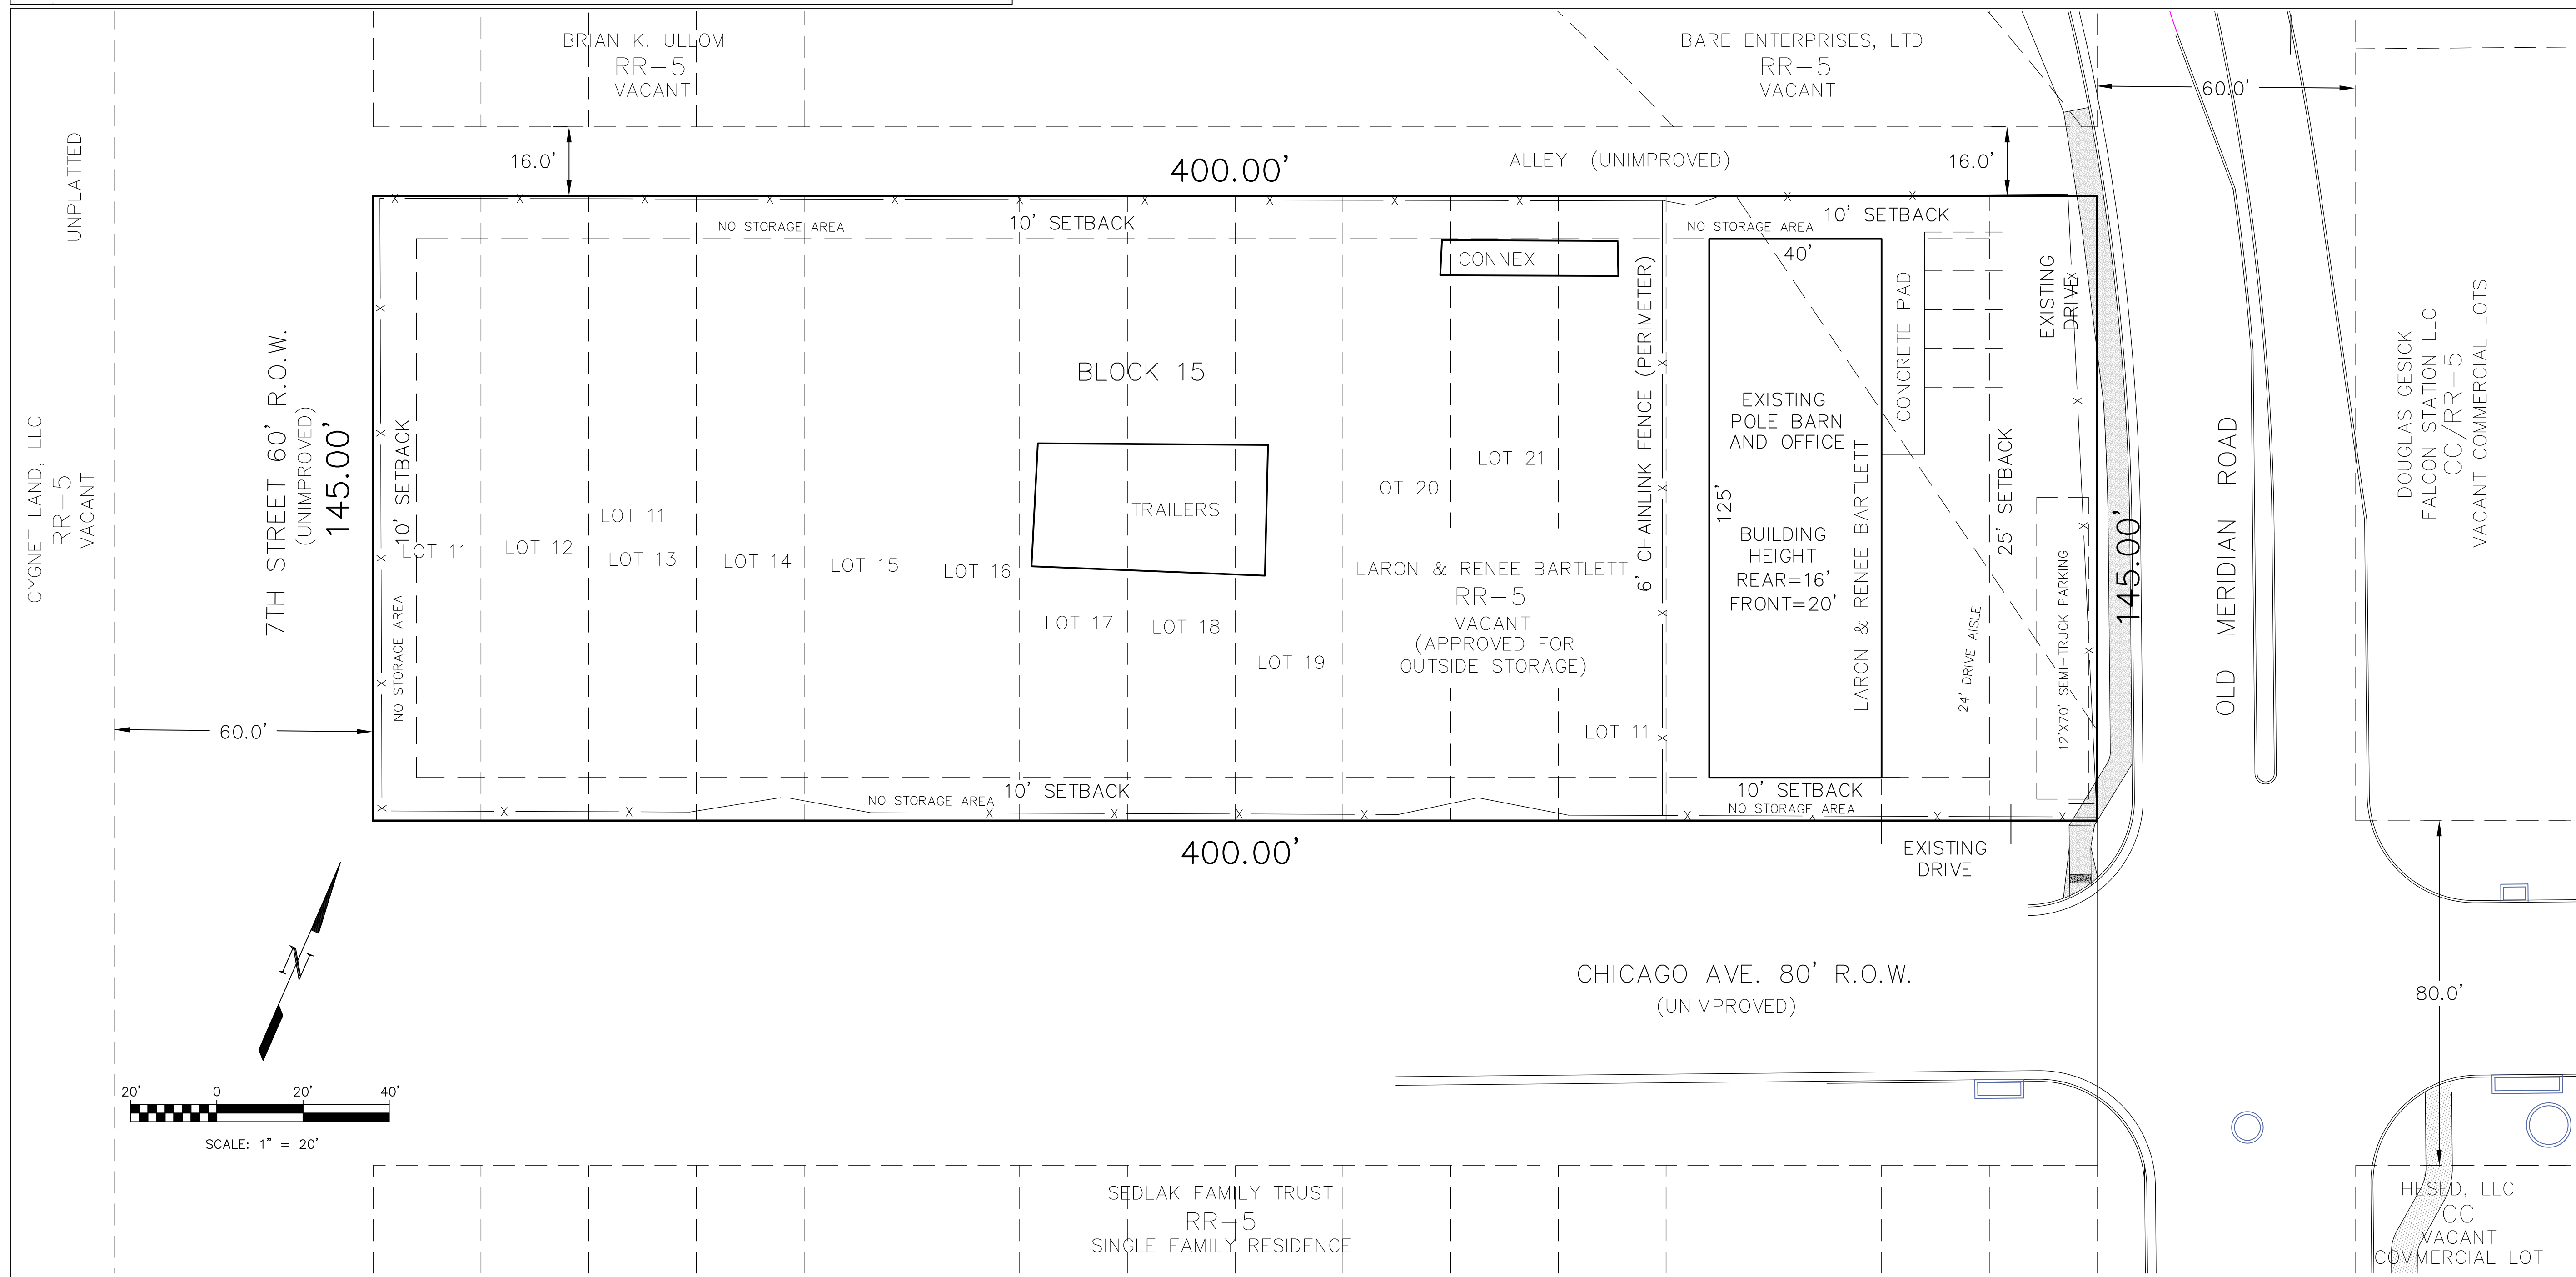 BRIAN K. ULLOM
RR-5
VACANT
BARE ENTERPRISES, LTD
RR-5
VACANT
60.0'
UNPLATTED
16.0'
400.00'
ALLEY (UNIMPROVED)
16.0'
NO STORAGE AREA
10' SETBACK
NO STORAGE AREA
10' SETBACK
40'
CONNEX
6' CHAINLINK FENCE (PERIMETER)
CONCRETE PAD
EXISTING
DRIVE
DOUGLAS GESICK
FALCON STATION LLC
CC/RR-5
VACANT COMMERCIAL LOTS
CYGNET LAND, LLC
RR-5
VACANT
7TH STREET 60' R.O.W.
(UNIMPROVED)
145.00'
10' SETBACK
BLOCK 15
EXISTING
POLE BARN
AND OFFICE
125'
BUILDING
HEIGHT
REAR=16'
FRONT=20'
LARON & RENEE BARTLETT
25' SETBACK
OLD MERIDIAN ROAD
145.00'
LOT 11
LOT 12
LOT 11
LOT 13
LOT 14
LOT 15
LOT 16
TRAILERS
LOT 17
LOT 18
LOT 19
LOT 20
LOT 21
LARON & RENEE BARTLETT
RR-5
VACANT
(APPROVED FOR
OUTSIDE STORAGE)
LOT 11
24' DRIVE AISLE
12'X70' SEMI-TRUCK PARKING
NO STORAGE AREA
60.0'
10' SETBACK
NO STORAGE AREA
10' SETBACK
NO STORAGE AREA
400.00'
EXISTING
DRIVE
N
CHICAGO AVE. 80' R.O.W.
(UNIMPROVED)
80.0'
20' 0 20' 40'
SCALE: 1" = 20'
SEDLAK FAMILY TRUST
RR-5
SINGLE FAMILY RESIDENCE
HESED, LLC
CC
VACANT
COMMERCIAL LOT